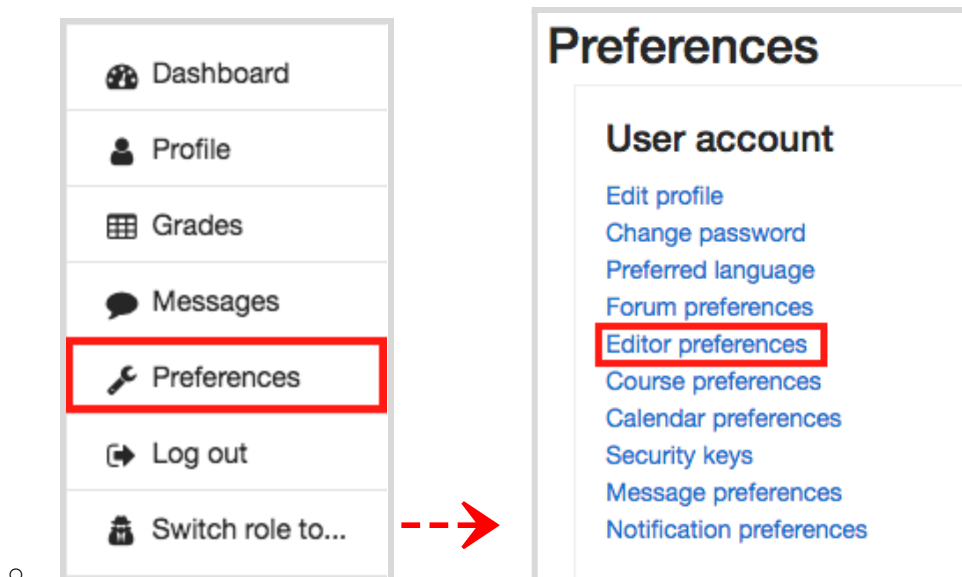 Dashboard
Profile
Grades
Messages
Preferences
Log out
Switch role to...
Preferences
User account
Edit profile
Change password
Preferred language
Forum preferences
Editor preferences
Course preferences
Calendar preferences
Security keys
Message preferences
Notification preferences